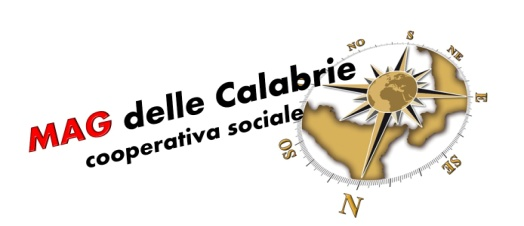 MAG delle Calabrie
cooperativa sociale
NO
S
NE
E
SE
N
OS